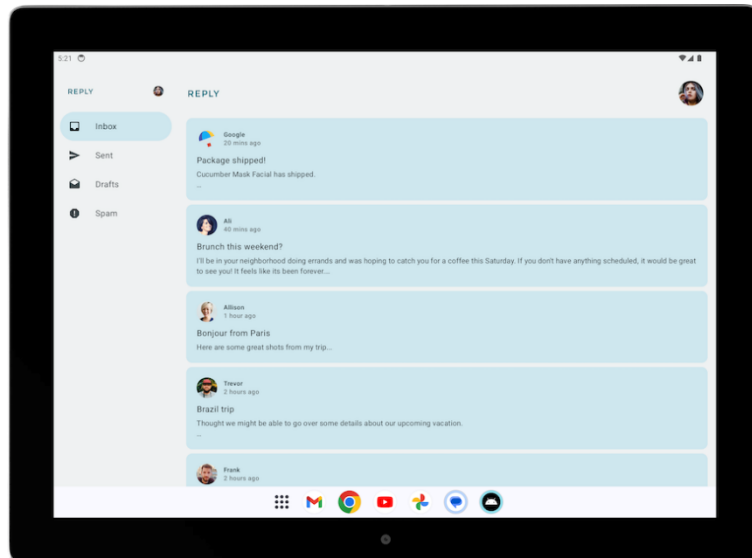 5:21
REPLY
REPLY
Inbox
Sent
Drafts
Spam
Google
20 mins ago
Package shipped!
Cucumber Mask Facial has shipped.
...
Ali
40 mins ago
Brunch this weekend?
I'll be in your neighborhood doing errands and was hoping to catch you for a coffee this Saturday. If you don't have anything scheduled, it would be great
to see you! It feels like its been forever...
Allison
1 hour ago
Bonjour from Paris
Here are some great shots from my trip...
Trevor
2 hours ago
Brazil trip
Thought we might be able to go over some details about our upcoming vacation.
...
Frank
2 hours ago